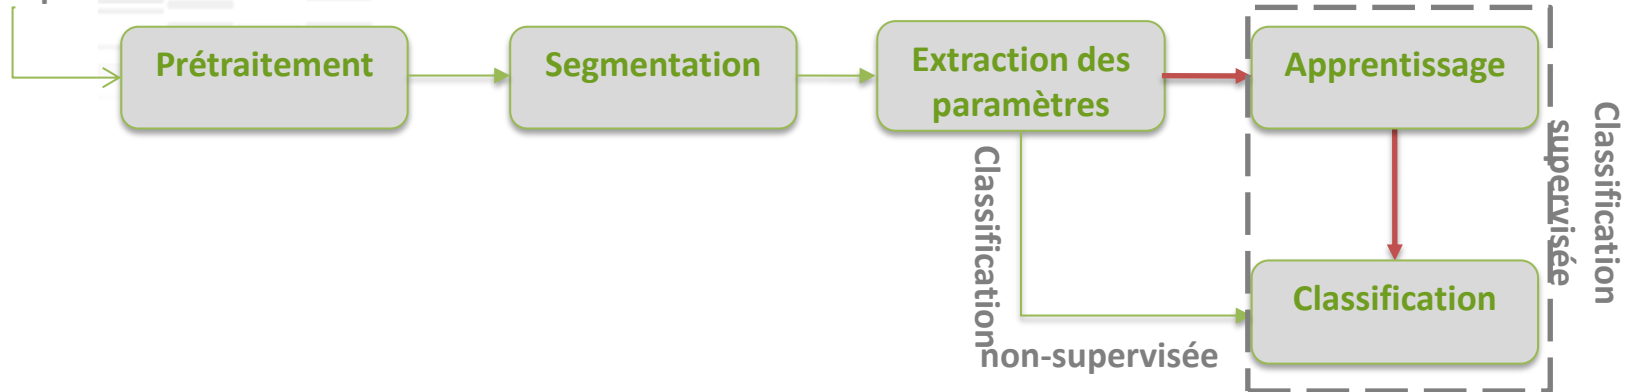 Prétraitement
Segmentation
Extraction des
paramètres
Apprentissage
Classification
supervisée
Classification
non-supervisée
Classification